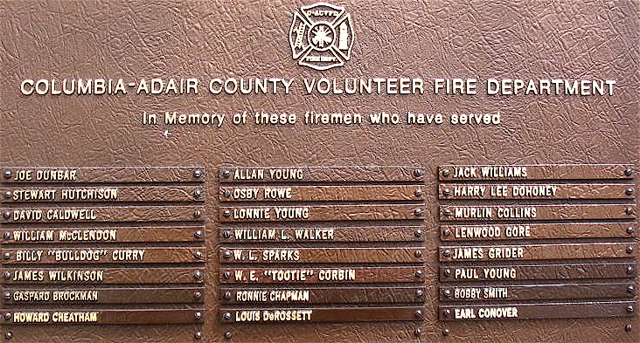 COLUMBIA-ADAIR COUNTY VOLUNTEER FIRE DEPARTMENT
In Memory of these firemen who have served
JOE DUNBAR
STEWART HUTCHISON
DAVID CALDWELL
WILLIAM McCLENDON
BILLY "BULLDOG" CURRY
JAMES WILKINSON
GASPARD BROCKMAN
HOWARD CHEATHAM
ALLAN YOUNG
OSBY ROWE
LONNIE YOUNG
WILLIAM L. WALKER
W. L. SPARKS
W. E. "TOOTIE" CORBIN
RONNIE CHAPMAN
LOUIS DeROSSETT
JACK WILLIAMS
HARRY LEE DOHONEY
MURLIN COLLINS
LENWOOD GORE
JAMES GRIDER
PAUL YOUNG
BOBBY SMITH
EARL CONOVER